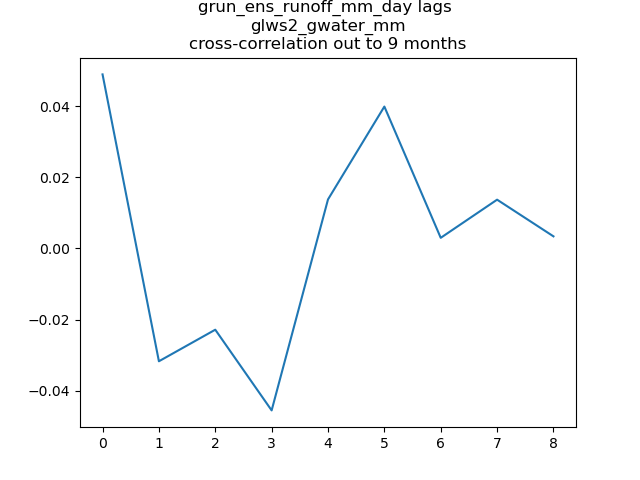 grun_ens_runoff_mm_day lags
glws2_gwater_mm
cross-correlation out to 9 months
0.04
0.02
0.00
−0.02
−0.04
0 1 2 3 4 5 6 7 8